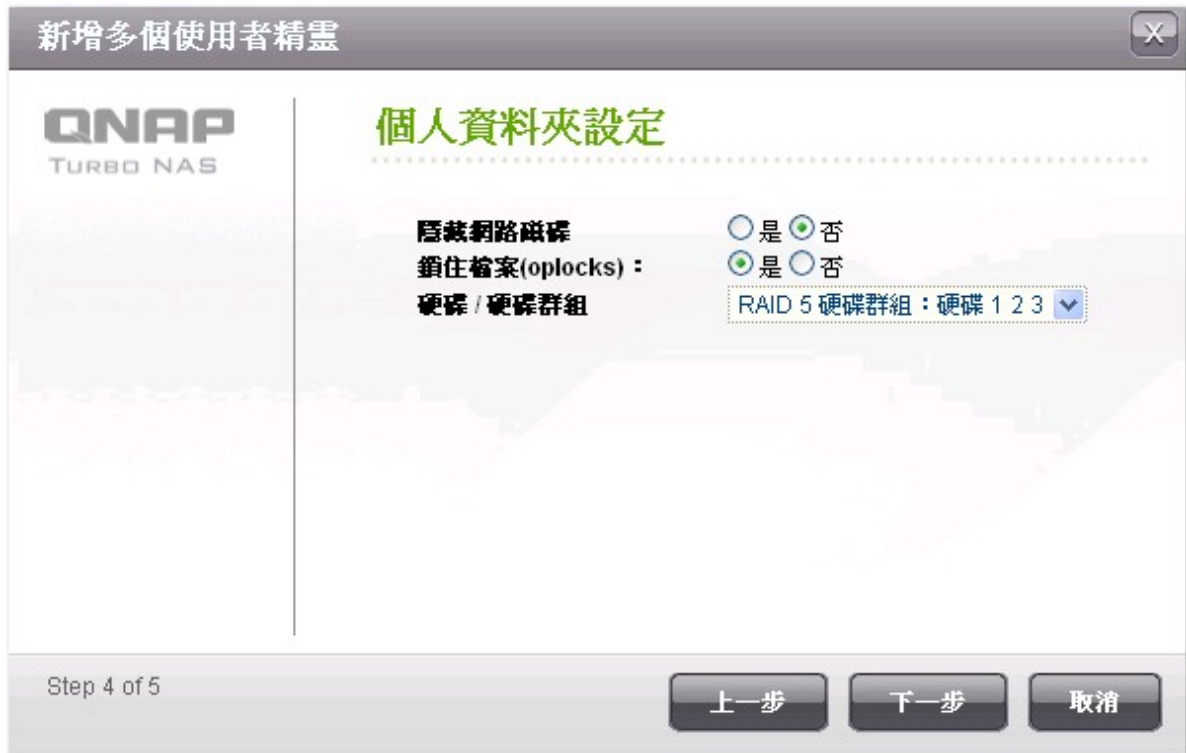 新增多個使用者精靈
X
QNAP
TURBO NAS
個人資料夾設定
隱藏網路磁碟 是 否
鎖住檔案(oplocks)： 是 否
硬碟 / 硬碟群組 RAID 5 硬碟群組：硬碟 1 2 3
Step 4 of 5
上一步 下一步 取消